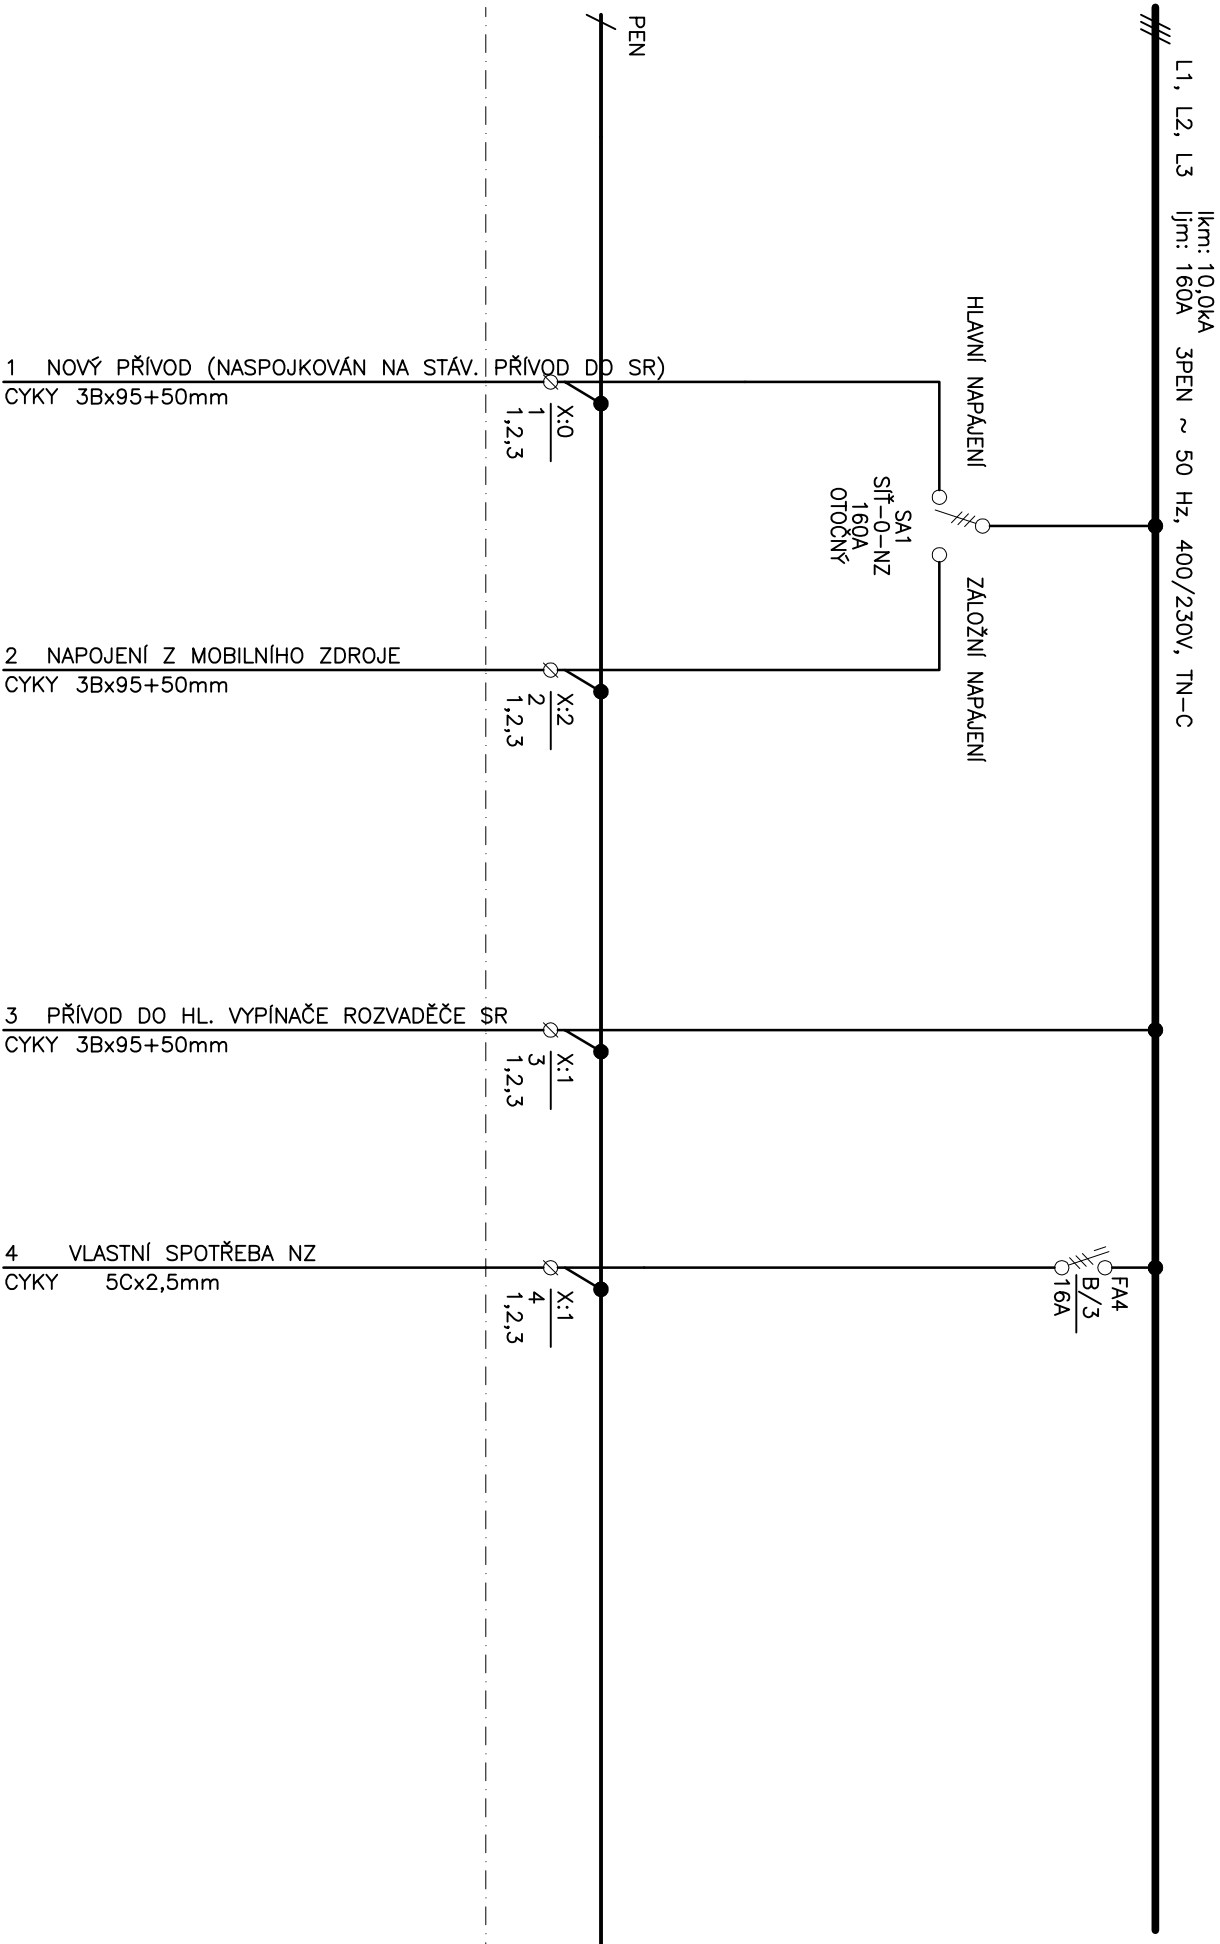 L1, L2, L3
Ikm: 10,0kA
Ijm: 160A
3PEN ~ 50 Hz, 400/230V, TN-C
HLAVNÍ NAPÁJENÍ
ZÁLOŽNÍ NAPÁJENÍ
SA1
SÍŤ-0-NZ
160A
OTOČNÝ
FA4
B/3
16A
PEN
X:0
1
1,2,3
X:2
2
1,2,3
X:1
3
1,2,3
X:1
4
1,2,3
1 NOVÝ PŘÍVOD (NASPOJKOVÁN NA STÁV. PŘÍVOD DO SR)
CYKY 3Bx95+50mm
2 NAPOJENÍ Z MOBILNÍHO ZDROJE
CYKY 3Bx95+50mm
3 PŘÍVOD DO HL. VYPÍNAČE ROZVADĚČE SR
CYKY 3Bx95+50mm
4 VLASTNÍ SPOTŘEBA NZ
CYKY 5Cx2,5mm